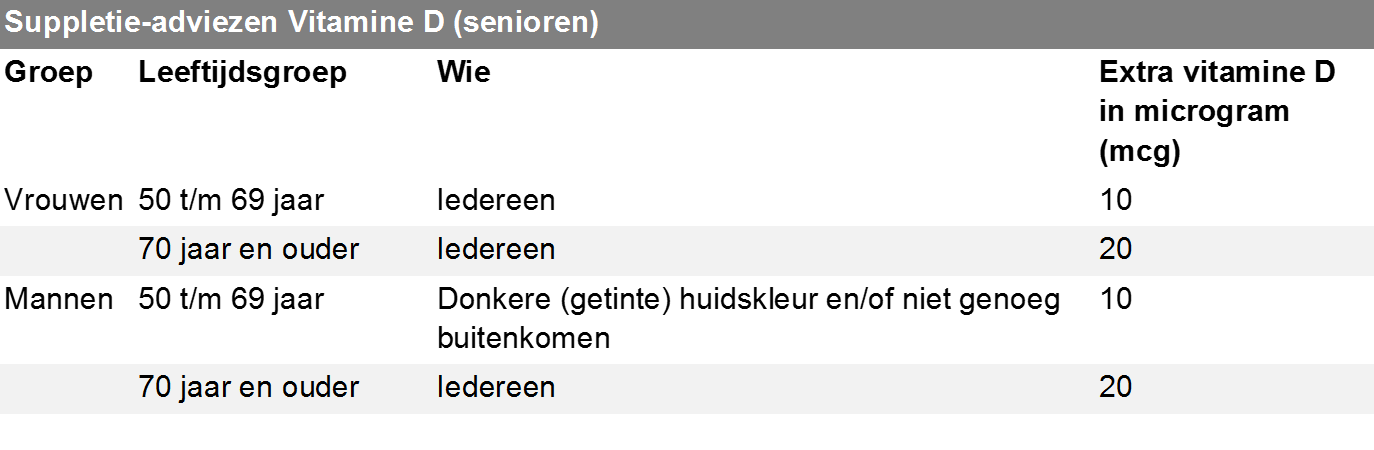 Suppletie-adviezen Vitamine D (senioren)
Groep Leeftijdsgroep Wie Extra vitamine D
in microgram
(mcg)
Vrouwen 50 t/m 69 jaar Iedereen 10
70 jaar en ouder Iedereen 20
Mannen 50 t/m 69 jaar Donkere (getinte) huidskleur en/of niet genoeg 10
buitenkomen
70 jaar en ouder Iedereen 20